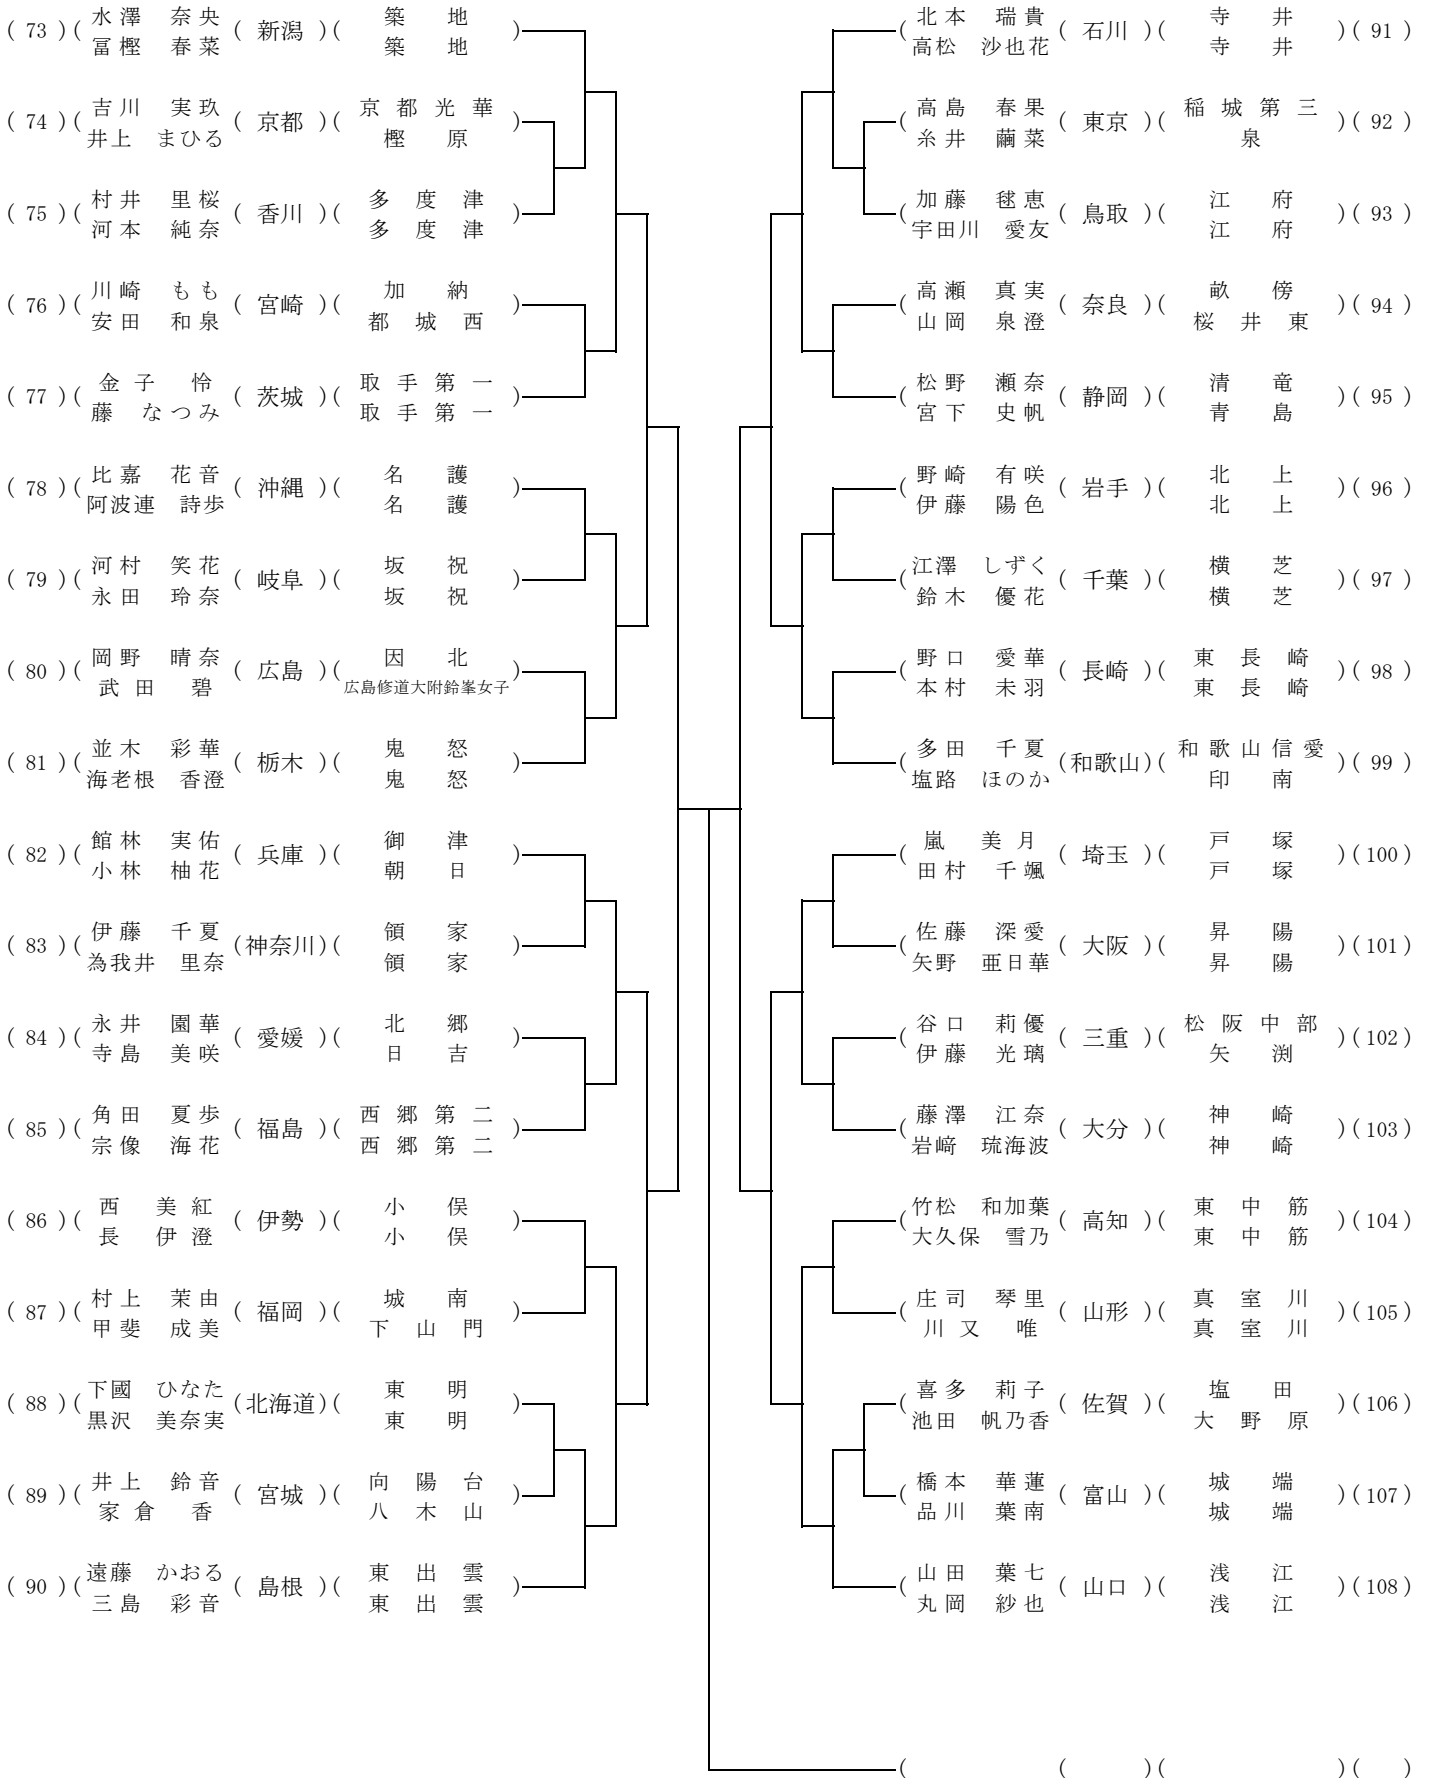 ( 73 )( 水澤 奈央 ( 新潟 )( 築地 )
冨樫 春菜 築地
( 74 )( 吉川 実玖 ( 京都 )( 京都光華 )
井上 まひる 樫原
( 75 )( 村井 里桜 ( 香川 )( 多度津 )
河本 純奈 多度津
( 76 )( 川崎 もも ( 宮崎 )( 加納 )
安田 和泉 都城西
( 77 )( 金子 怜 ( 茨城 )( 取手第一 )
藤 なつみ 取手第一
( 78 )( 比嘉 花音 ( 沖縄 )( 名護 )
阿波連 詩歩 名護
( 79 )( 河村 笑花 ( 岐阜 )( 坂祝 )
永田 玲奈 坂祝
( 80 )( 岡野 晴奈 ( 広島 )( 因北 )
武田 碧 広島修道大附鈴峯女子
( 81 )( 並木 彩華 ( 栃木 )( 鬼怒 )
海老根 香澄 鬼怒
( 82 )( 館林 実佑 ( 兵庫 )( 御津 )
小林 柚花 朝日
( 83 )( 伊藤 千夏 (神奈川)( 領家 )
為我井 里奈 領家
( 84 )( 永井 園華 ( 愛媛 )( 北郷 )
寺島 美咲 日吉
( 85 )( 角田 夏歩 ( 福島 )( 西郷第二 )
宗像 海花 西郷第二
( 86 )( 西 美紅 ( 伊勢 )( 小俣 )
長 伊澄 小俣
( 87 )( 村上 茉由 ( 福岡 )( 城南 )
甲斐 成美 下山門
( 88 )( 下國 ひなた (北海道)( 東明 )
黒沢 美奈実 東明
( 89 )( 井上 鈴音 ( 宮城 )( 向陽台 )
家倉 香 八木山
( 90 )( 遠藤 かおる ( 島根 )( 東出雲 )
三島 彩音 東出雲
( 北本 瑞貴 ( 石川 )( 寺井 )( 91 )
高松 沙也花 寺井
( 高島 春果 ( 東京 )( 稲城第三 )( 92 )
糸井 繭菜 泉
( 加藤 毬恵 ( 鳥取 )( 江府 )( 93 )
宇田川 愛友 江府
( 高瀬 真実 ( 奈良 )( 畝傍 )( 94 )
山岡 泉澄 桜井東
( 松野 瀬奈 ( 静岡 )( 清竜 )( 95 )
宮下 史帆 青島
( 野崎 有咲 ( 岩手 )( 北上 )( 96 )
伊藤 陽色 北上
( 江澤 しずく ( 千葉 )( 横芝 )( 97 )
鈴木 優花 横芝
( 野口 愛華 ( 長崎 )( 東長崎 )( 98 )
本村 未羽 東長崎
( 多田 千夏 (和歌山)( 和歌山信愛 )( 99 )
塩路 ほのか 印南
( 嵐 美月 ( 埼玉 )( 戸塚 )(100)
田村 千颯 戸塚
( 佐藤 深愛 ( 大阪 )( 昇陽 )(101)
矢野 亜日華 昇陽
( 谷口 莉優 ( 三重 )( 松阪中部 )(102)
伊藤 光璃 矢渕
( 藤澤 江奈 ( 大分 )( 神崎 )(103)
岩﨑 琉海波 神崎
( 竹松 和加葉 ( 高知 )( 東中筋 )(104)
大久保 雪乃 東中筋
( 庄司 琴里 ( 山形 )( 真室川 )(105)
川又 唯 真室川
( 喜多 莉子 ( 佐賀 )( 塩田 )(106)
池田 帆乃香 大野原
( 橋本 華蓮 ( 富山 )( 城端 )(107)
品川 葉南 城端
( 山田 葉七 ( 山口 )( 浅江 )(108)
丸岡 紗也 浅江
( ( )( )( )